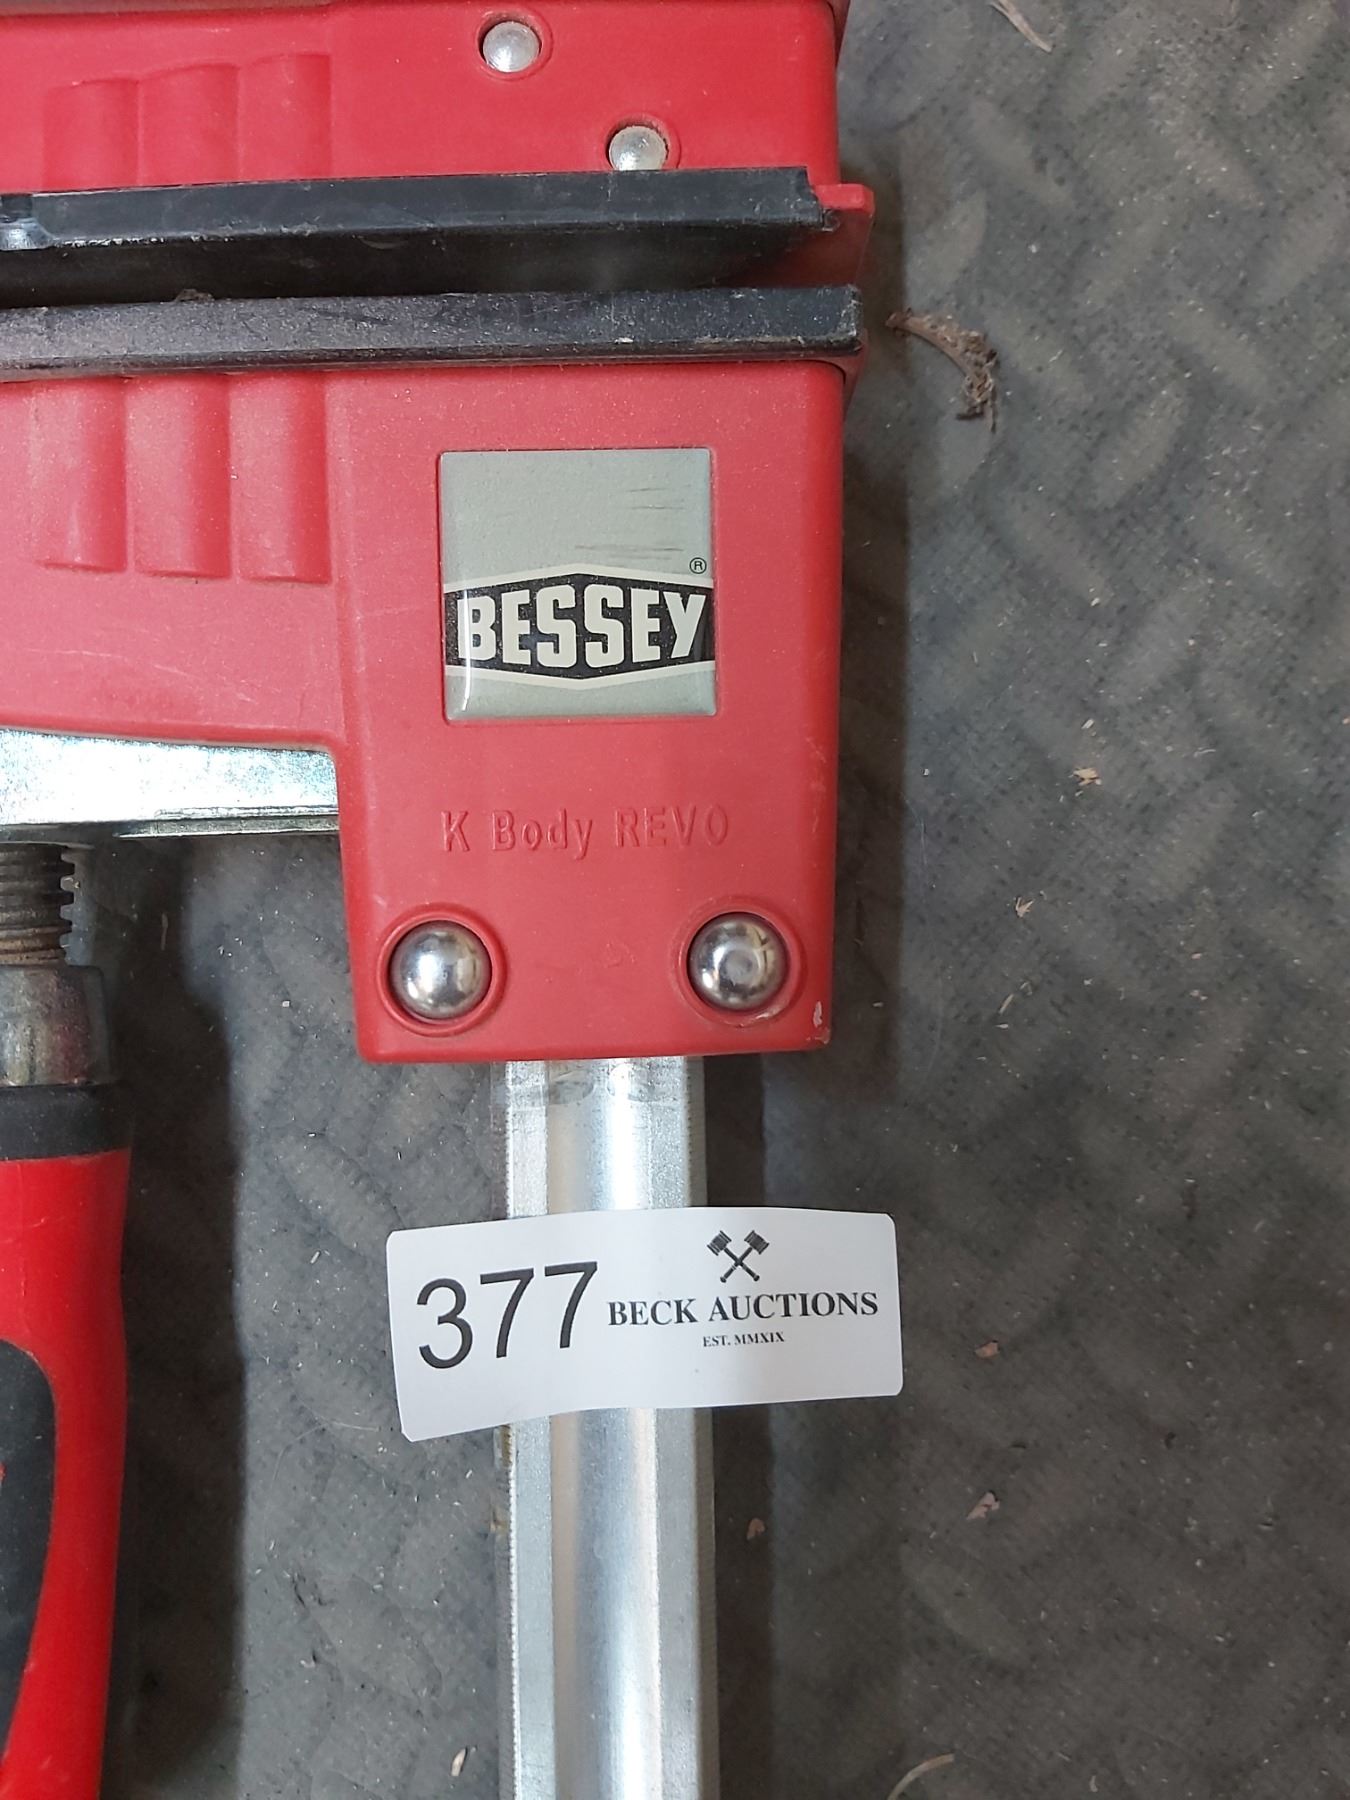 ®
BESSEY
K Body REVO
377
BECK AUCTIONS
EST. MMXIX